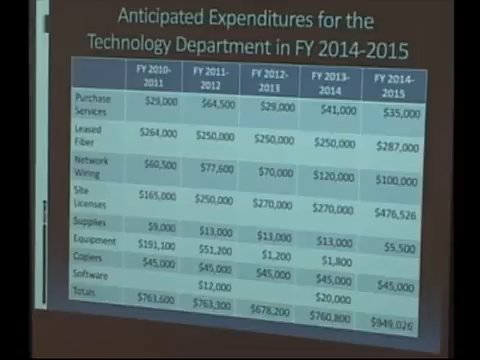 Anticipated Expenditures for the
Technology Department in FY 2014-2015
FY 2010-2011 FY 2011-2012 FY 2012-2013 FY 2013-2014 FY 2014-2015
Purchase Services $29,000 $64,500 $29,000 $41,000 $35,000
Leased Fiber $264,000 $250,000 $250,000 $250,000 $287,000
Network Wiring $60,500 $77,600 $70,000 $120,000 $100,000
Site Licenses $165,000 $250,000 $270,000 $270,000 $476,526
Supplies $9,000 $13,000 $13,000 $13,000 $5,500
Equipment $191,100 $51,200 $1,200 $1,800
Copiers $45,000 $45,000 $45,000 $45,000 $45,000
Software $12,000 $20,000
Totals $763,600 $763,300 $678,200 $760,800 $949,026